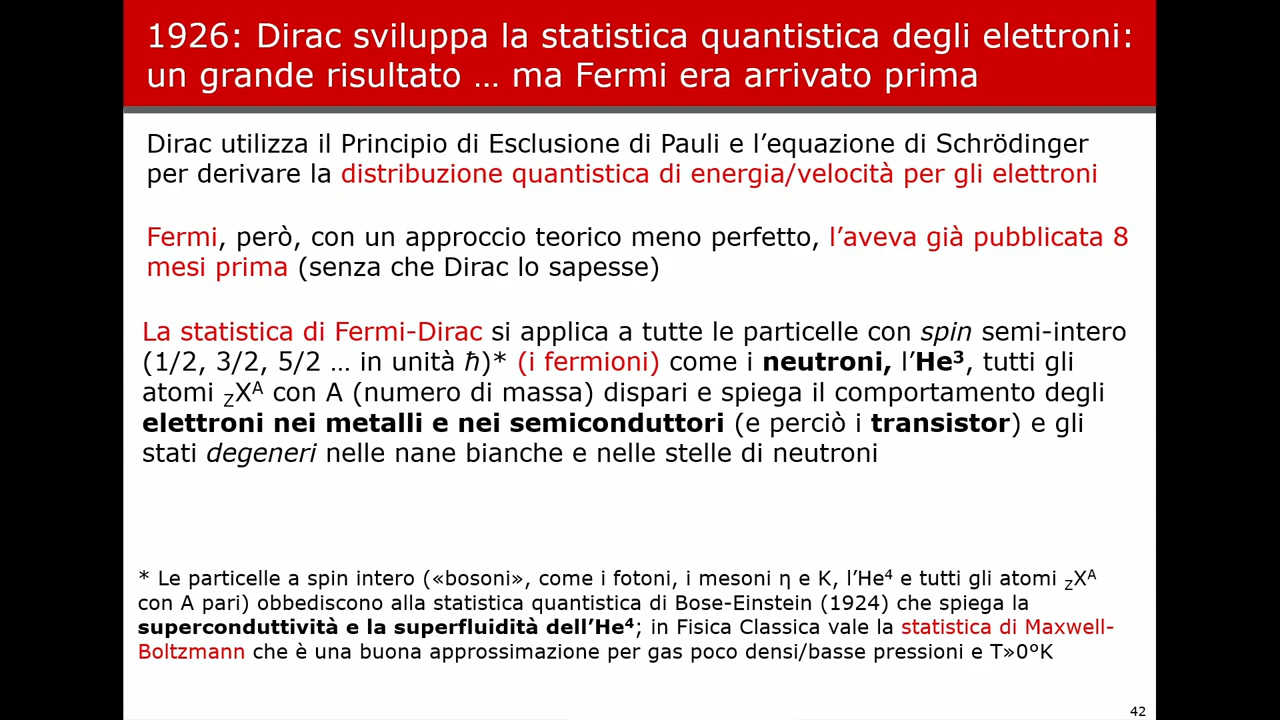 1926: Dirac sviluppa la statistica quantistica degli elettroni:
un grande risultato … ma Fermi era arrivato prima
Dirac utilizza il Principio di Esclusione di Pauli e l’equazione di Schrödinger
per derivare la distribuzione quantistica di energia/velocità per gli elettroni
Fermi, però, con un approccio teorico meno perfetto, l’aveva già pubblicata 8
mesi prima (senza che Dirac lo sapesse)
La statistica di Fermi-Dirac si applica a tutte le particelle con spin semi-intero
(1/2, 3/2, 5/2 … in unità ℏ)* (i fermioni) come i neutroni, l’He³, tutti gli
atomi ZXᴬ con A (numero di massa) dispari e spiega il comportamento degli
elettroni nei metalli e nei semiconduttori (e perciò i transistor) e gli
stati degeneri nelle nane bianche e nelle stelle di neutroni
* Le particelle a spin intero («bosoni», come i fotoni, i mesoni η e K, l’He⁴ e tutti gli atomi ZXᴬ
con A pari) obbediscono alla statistica quantistica di Bose-Einstein (1924) che spiega la
superconduttività e la superfluidità dell’He⁴; in Fisica Classica vale la statistica di Maxwell-
Boltzmann che è una buona approssimazione per gas poco densi/basse pressioni e T»0°K
42